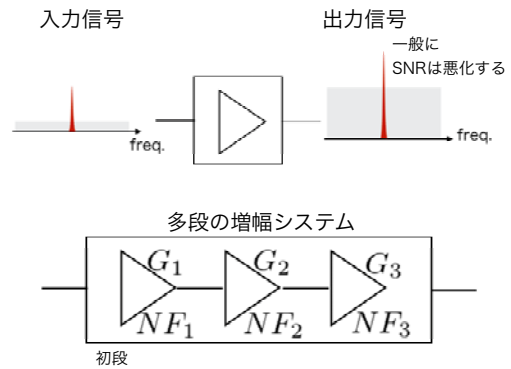 入力信号
出力信号
一般に
SNRは悪化する
freq.
freq.
多段の増幅システム
G1
G2
G3
NF1
NF2
NF3
初段